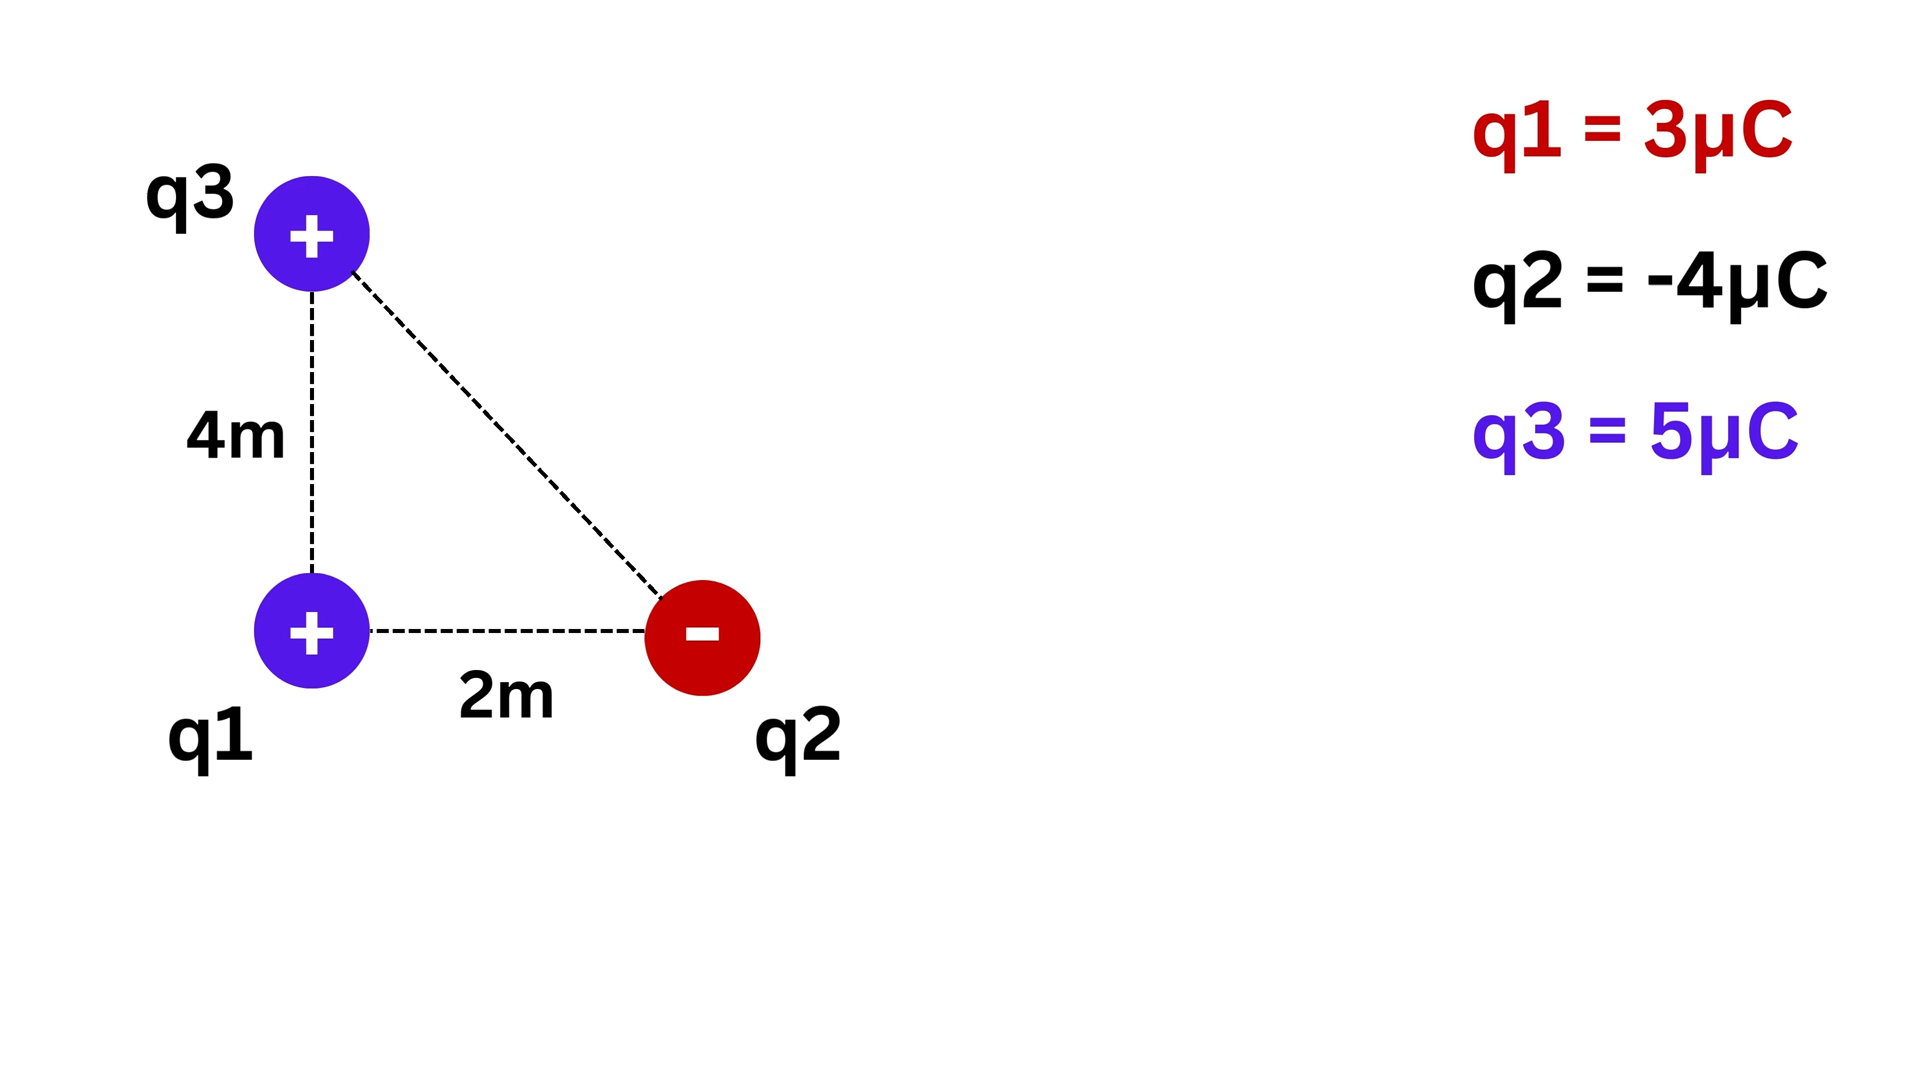 q3
+
4m
+
-
2m
q1
q2
q1 = 3µC
q2 = -4µC
q3 = 5µC